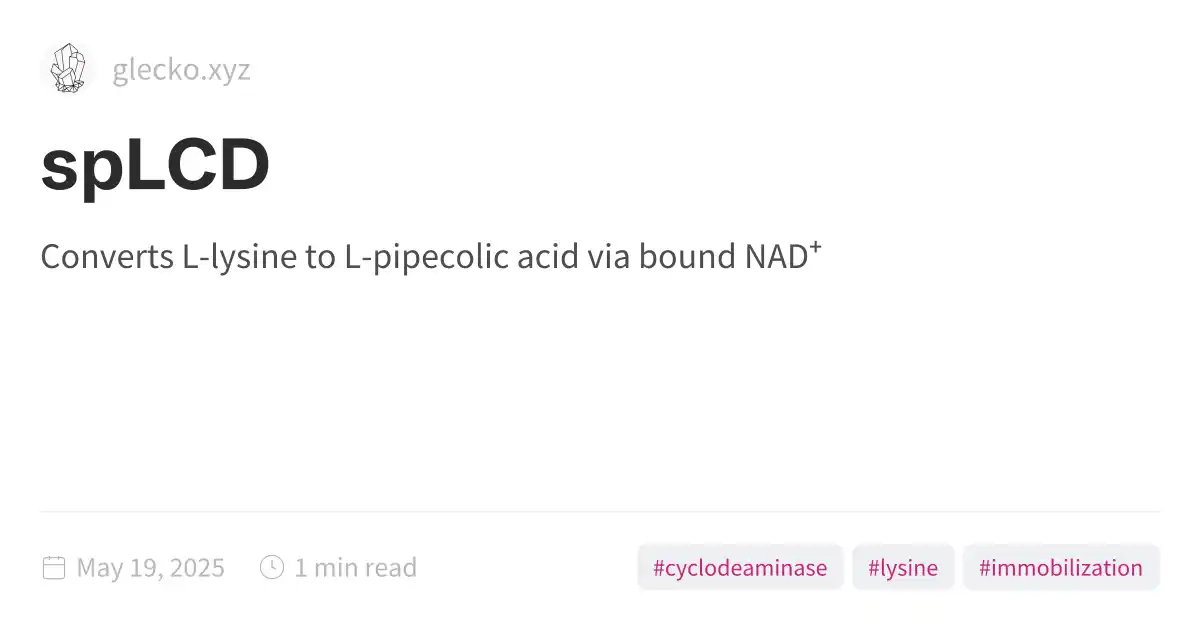 glecko.xyz
spLCD
Converts L-lysine to L-pipecolic acid via bound NAD⁺
May 19, 2025 1 min read #cyclodeaminase #lysine #immobilization